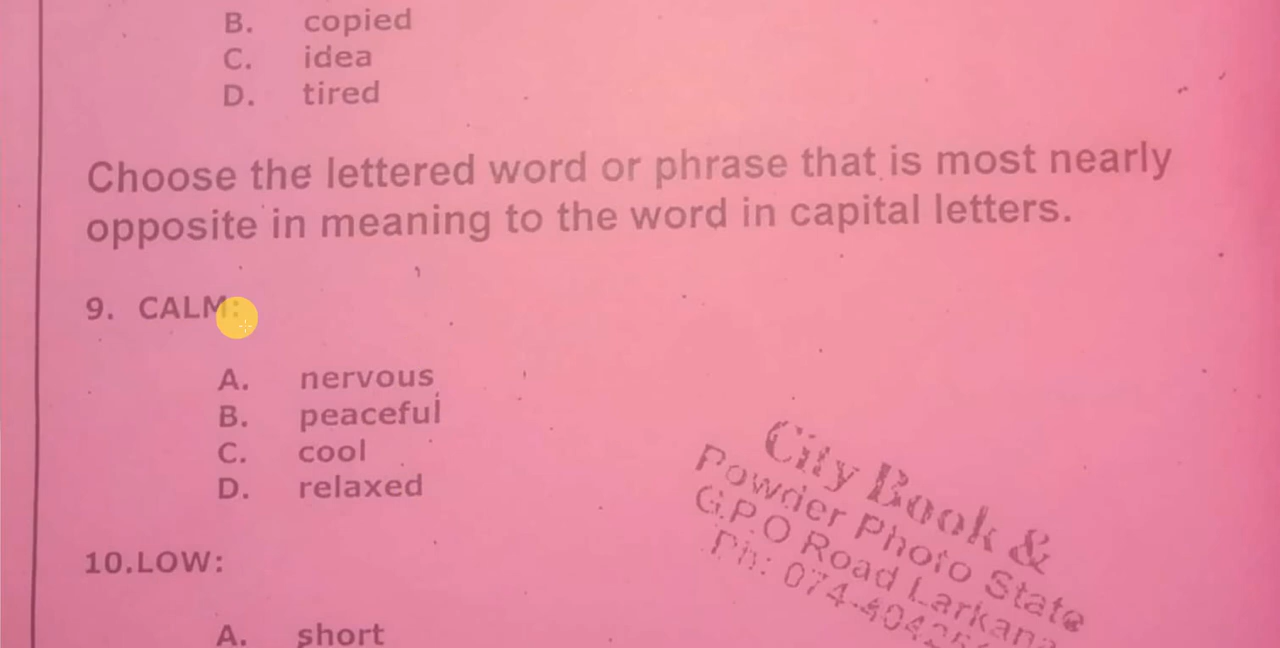 B. copied
C. idea
D. tired
Choose the lettered word or phrase that is most nearly
opposite in meaning to the word in capital letters.
9. CALM:
A. nervous
B. peaceful
C. cool
D. relaxed
10.LOW:
A. short
City Book &
Powder Photo State
G.P.O Road Larkana
Ph: 074-